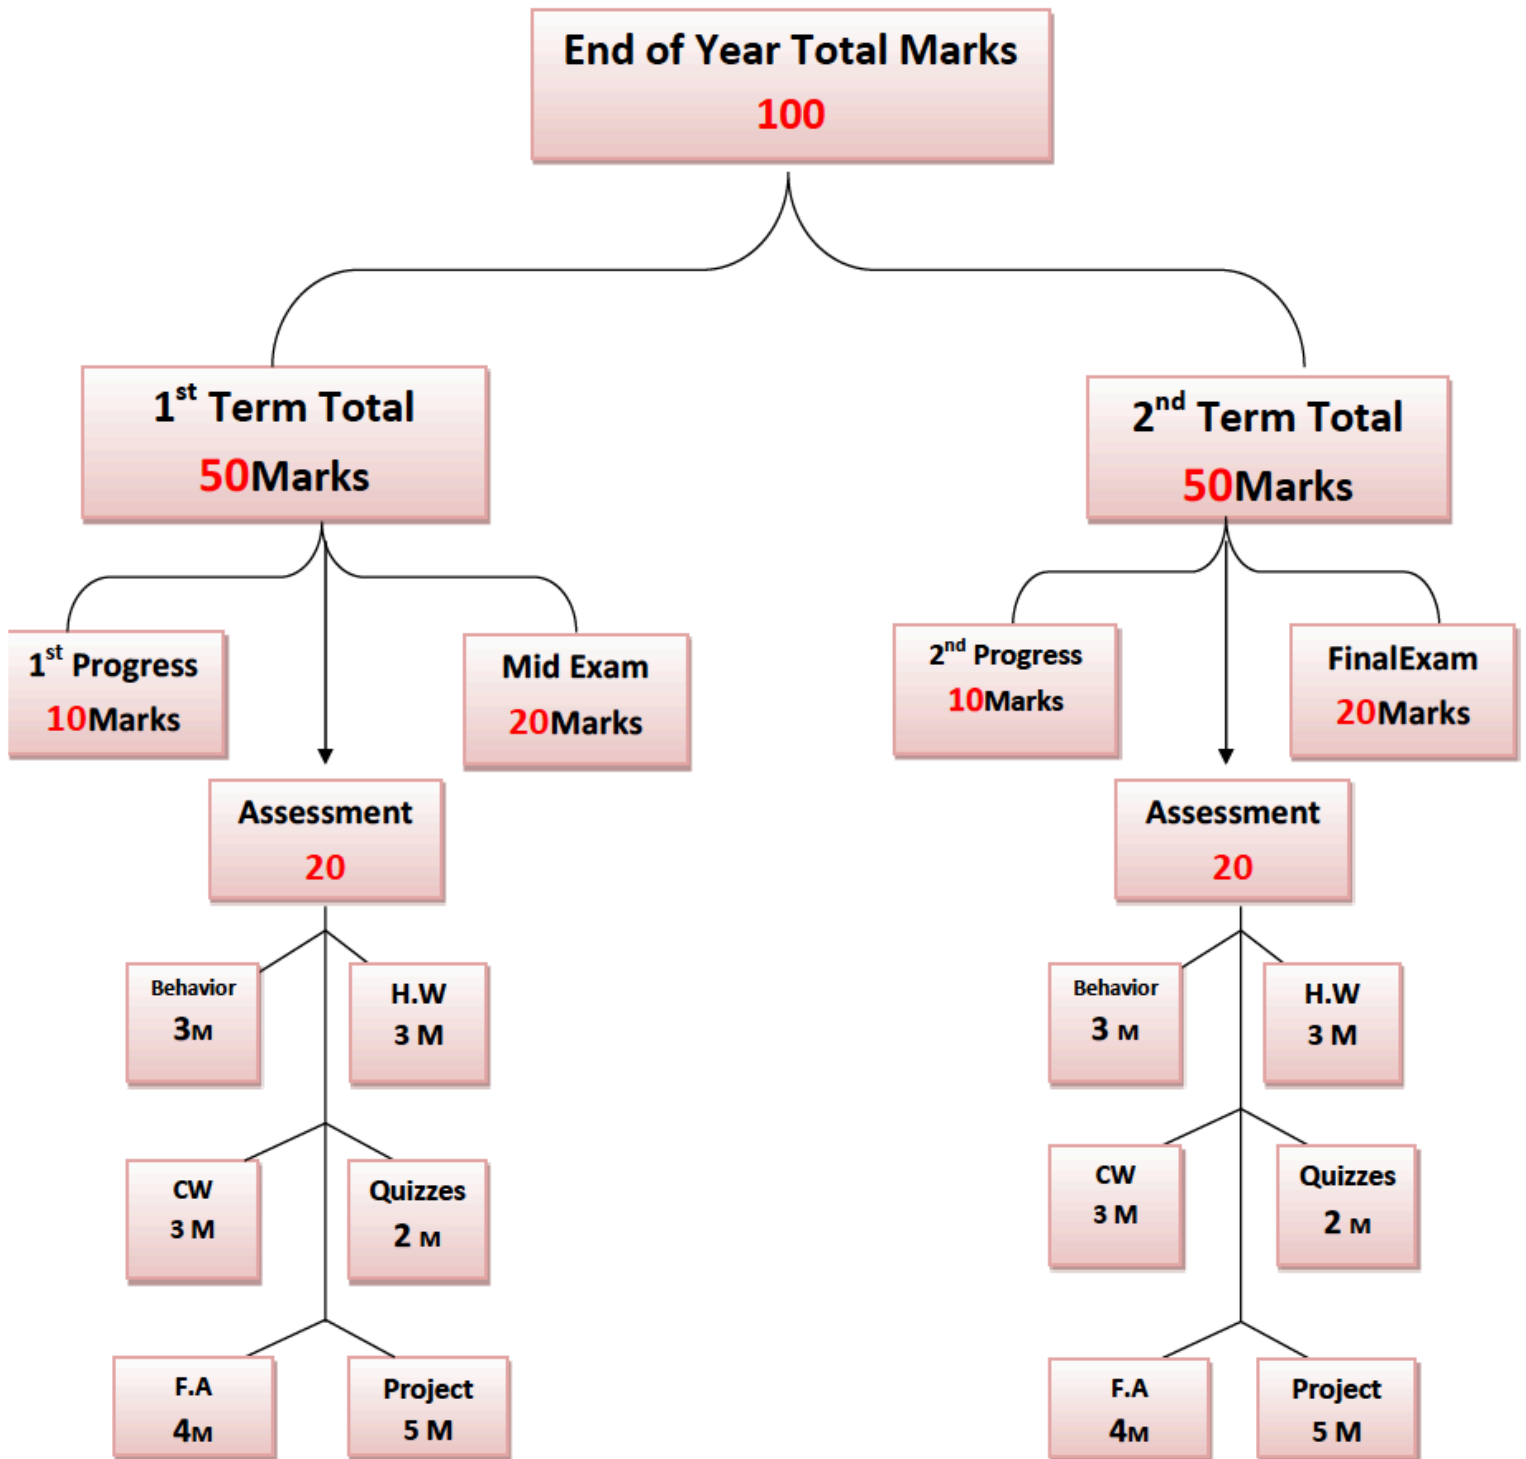 End of Year Total Marks
100
1st Term Total
50Marks
2nd Term Total
50Marks
1st Progress
10Marks
Mid Exam
20Marks
2nd Progress
10Marks
FinalExam
20Marks
Assessment
20
Assessment
20
Behavior
3M
H.W
3 M
Behavior
3 M
H.W
3 M
CW
3 M
Quizzes
2 M
CW
3 M
Quizzes
2 M
F.A
4M
Project
5 M
F.A
4M
Project
5 M